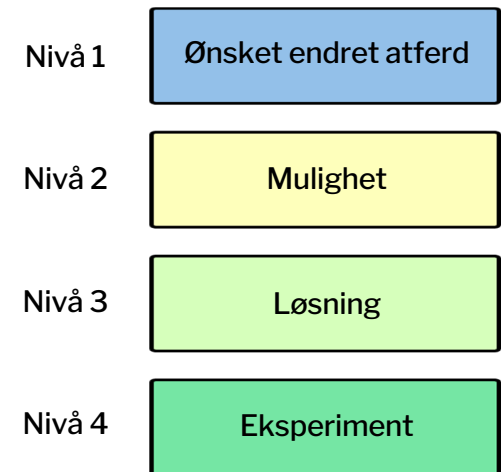 Nivå 1
Ønsket endret atferd
Nivå 2
Mulighet
Nivå 3
Løsning
Nivå 4
Eksperiment